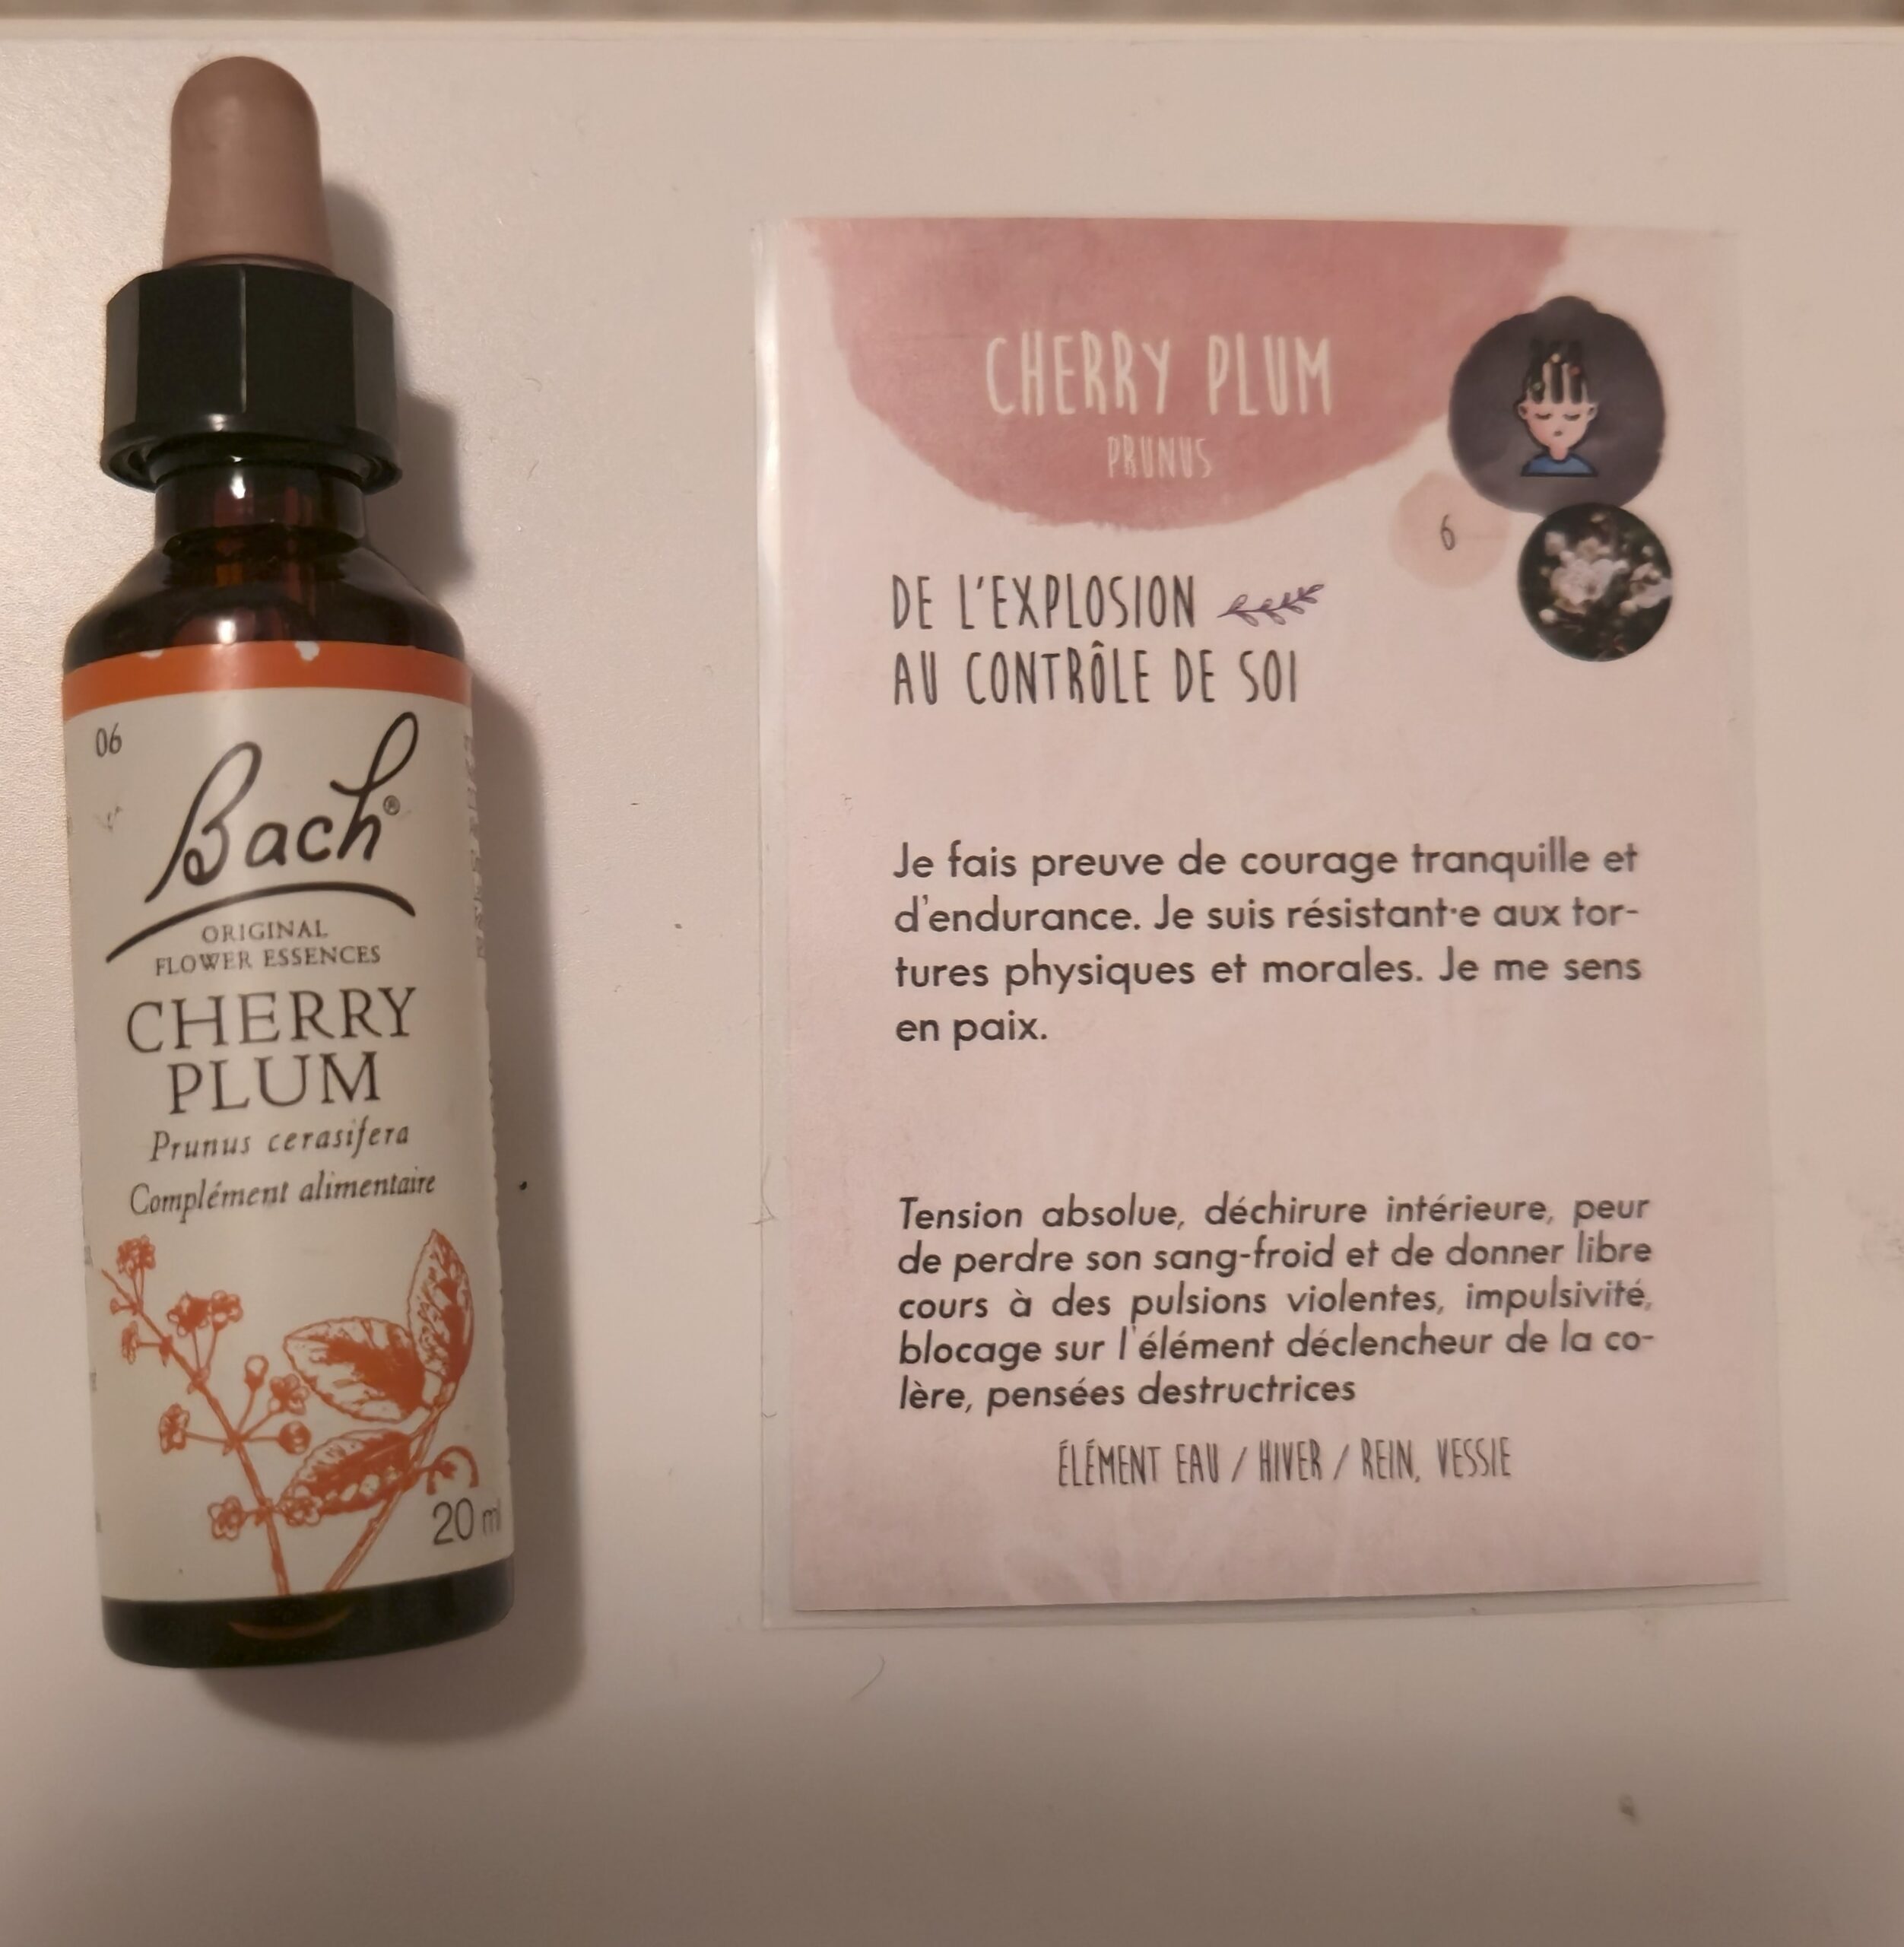 06
Bach®
ORIGINAL
FLOWER ESSENCES
CHERRY
PLUM
Prunus cerasifera
Complément alimentaire
20 ml
CHERRY PLUM
PRUNUS
6
DE L'EXPLOSION
AU CONTRÔLE DE SOI
Je fais preuve de courage tranquille et
d'endurance. Je suis résistant·e aux tor-
tures physiques et morales. Je me sens
en paix.
Tension absolue, déchirure intérieure, peur
de perdre son sang-froid et de donner libre
cours à des pulsions violentes, impulsivité,
blocage sur l'élément déclencheur de la co-
lère, pensées destructrices
ÉLÉMENT EAU / HIVER / REIN, VESSIE